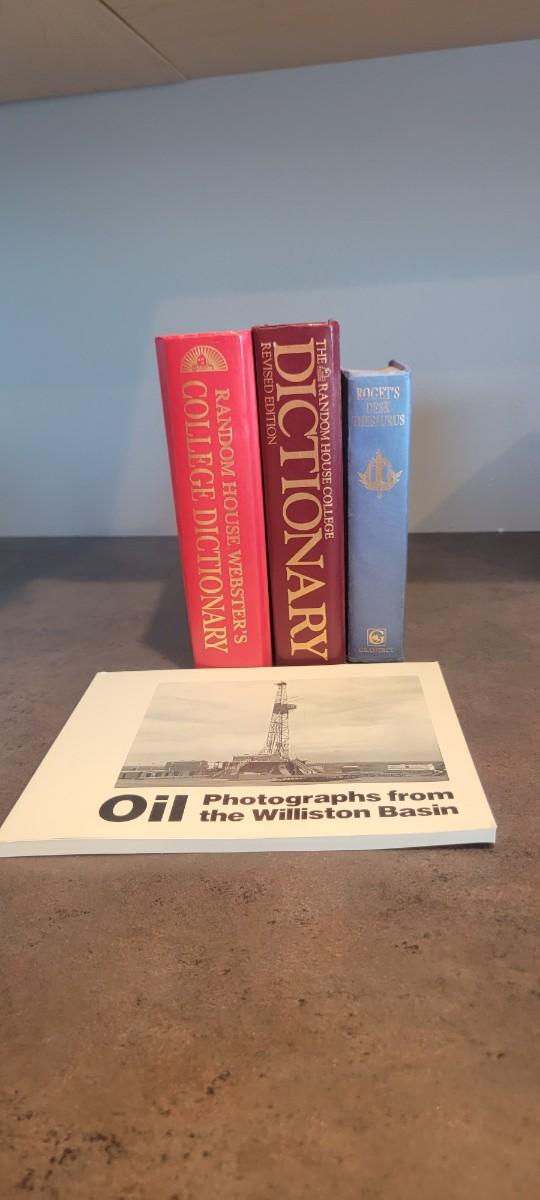 RANDOM HOUSE WEBSTER'S
COLLEGE DICTIONARY
THE RANDOM HOUSE COLLEGE
DICTIONARY
REVISED EDITION
ROGET'S
DESK
THESAURUS
G
GRAMERCY
Oil Photographs from
the Williston Basin